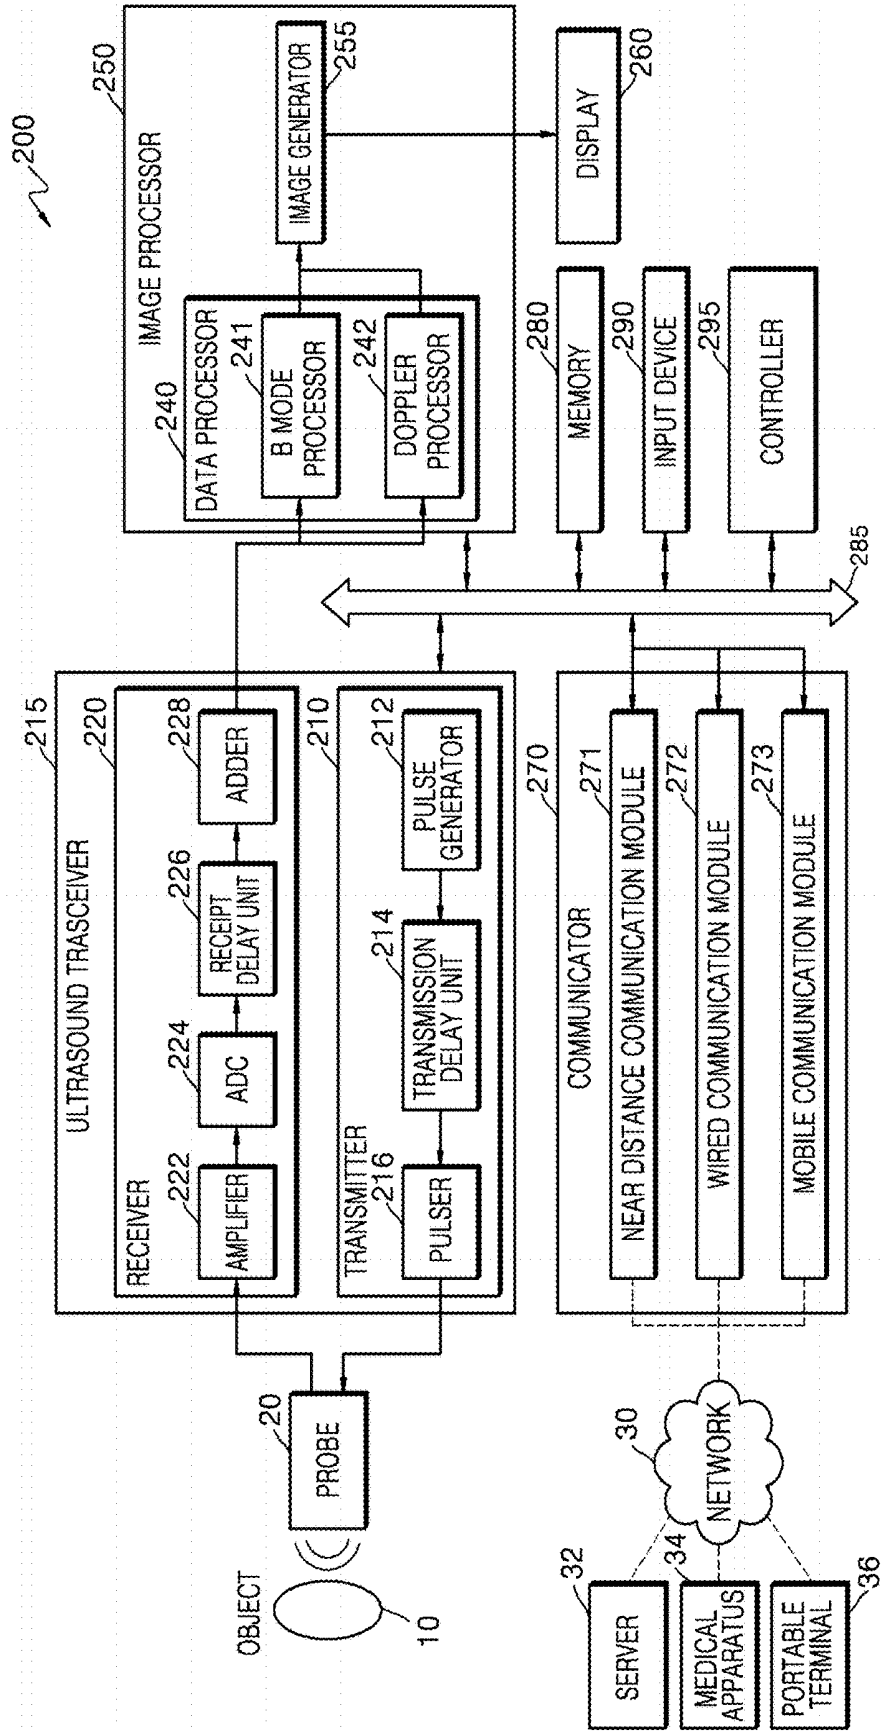 200
215
ULTRASOUND TRASCEIVER
220
RECEIVER
222
AMPLIFIER
224
ADC
226
RECEIPT
DELAY UNIT
228
ADDER
210
TRANSMITTER
216
PULSER
214
TRANSMISSION
DELAY UNIT
212
PULSE
GENERATOR
OBJECT
10
20
PROBE
250
IMAGE PROCESSOR
240
DATA PROCESSOR
241
B MODE
PROCESSOR
242
DOPPLER
PROCESSOR
255
IMAGE GENERATOR
260
DISPLAY
280
MEMORY
290
INPUT DEVICE
295
CONTROLLER
285
270
COMMUNICATOR
271
NEAR DISTANCE COMMUNICATION MODULE
272
WIRED COMMUNICATION MODULE
273
MOBILE COMMUNICATION MODULE
30
NETWORK
32
SERVER
34
MEDICAL
APPARATUS
36
PORTABLE
TERMINAL